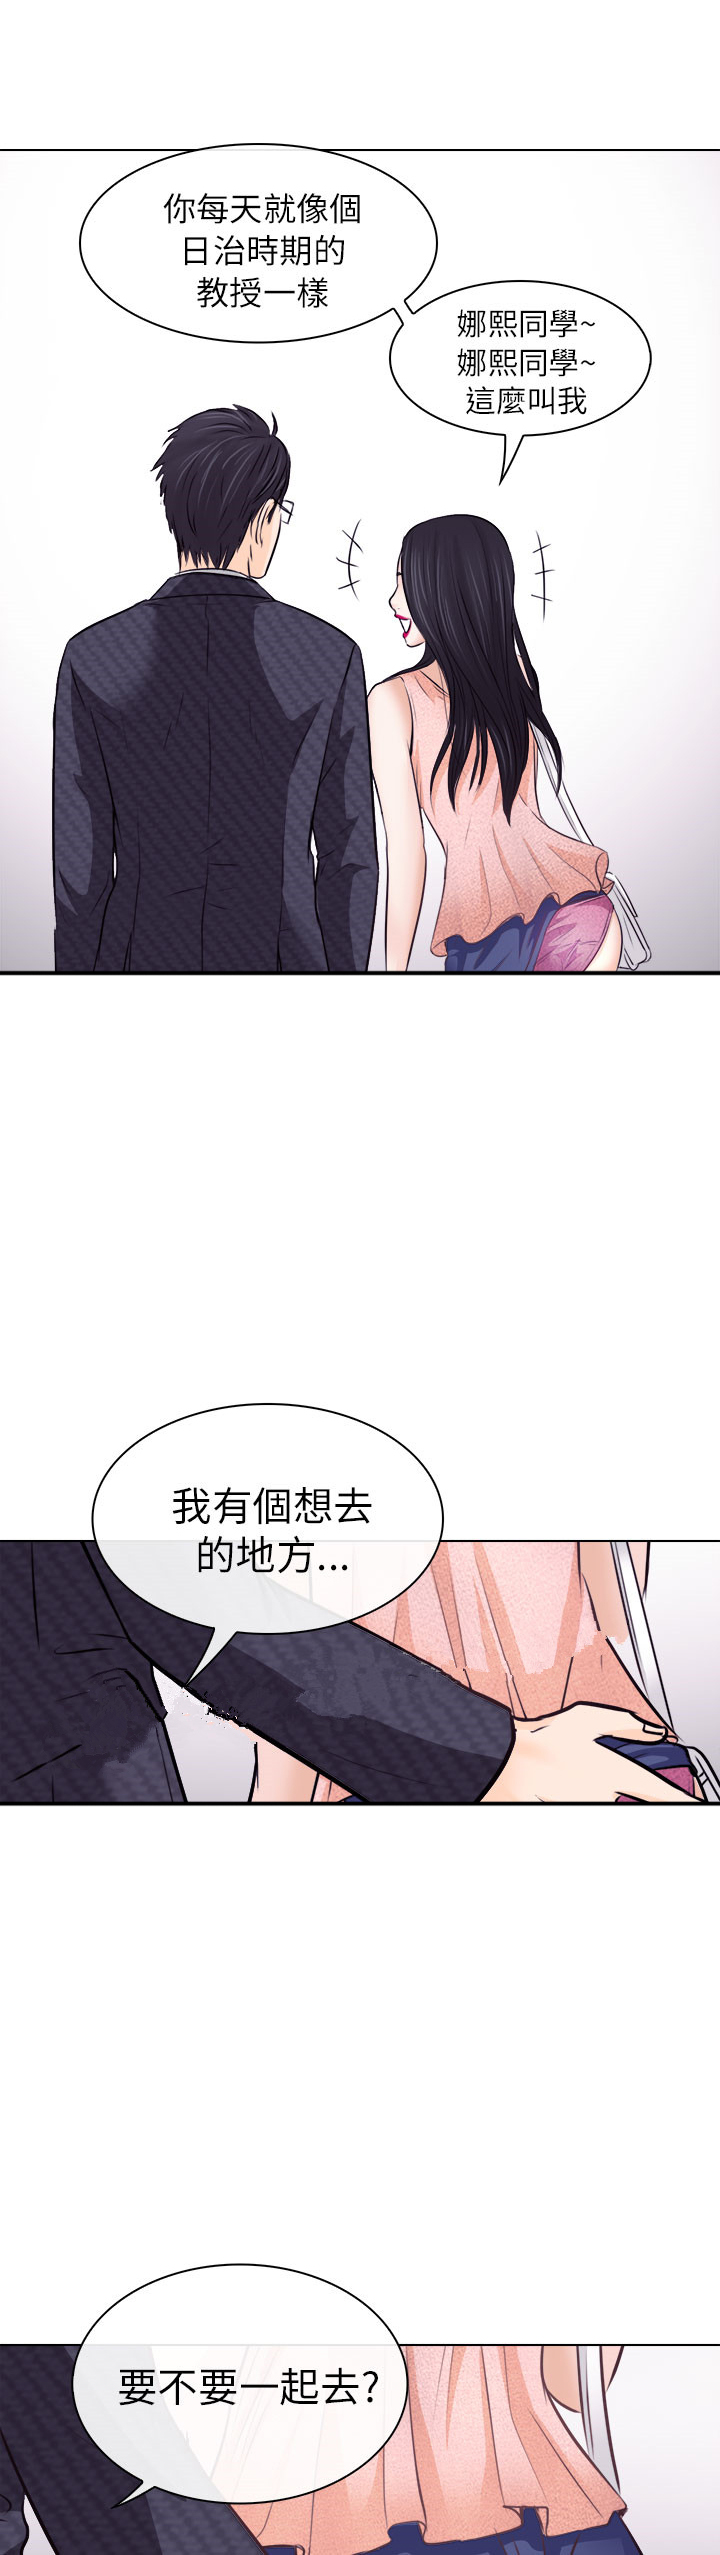 你每天就像個
日治時期的
教授一樣
娜熙同學~
娜熙同學~
這麼叫我
我有個想去
的地方...
要不要一起去?